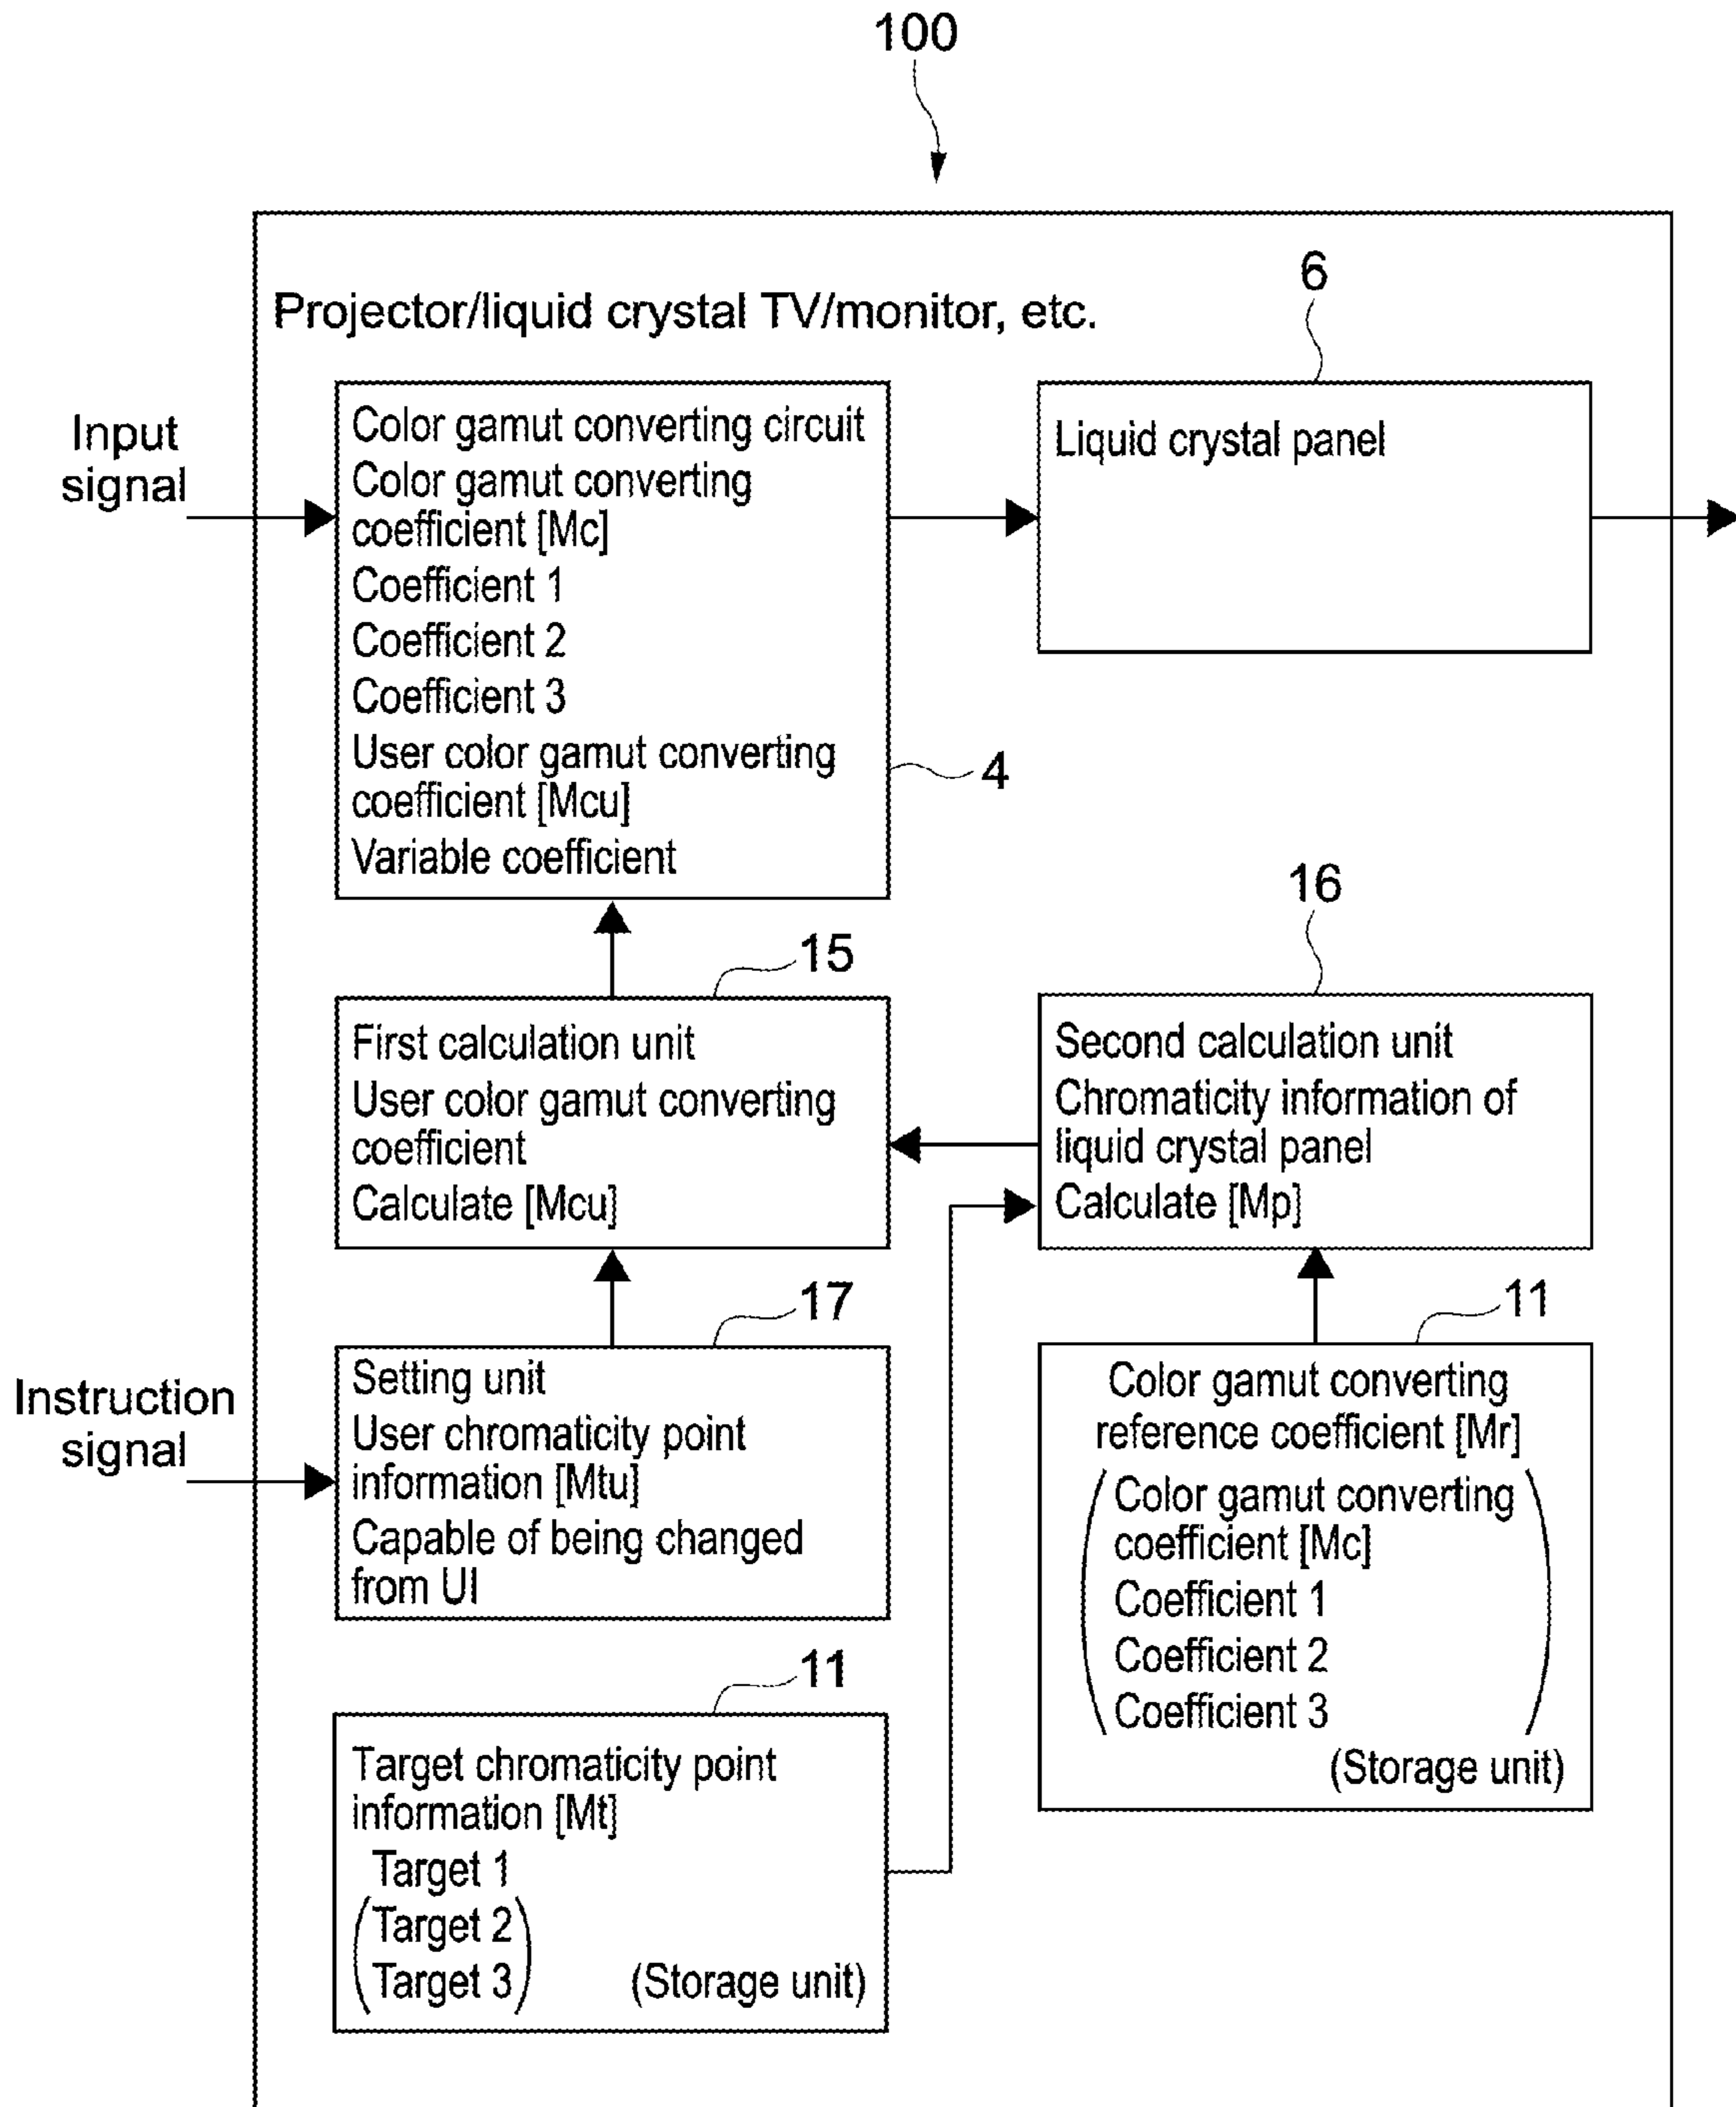 100
Projector/liquid crystal TV/monitor, etc.
6
Input
signal
Color gamut converting circuit
Color gamut converting
coefficient [Mc]
Coefficient 1
Coefficient 2
Coefficient 3
User color gamut converting
coefficient [Mcu]
Variable coefficient
4
Liquid crystal panel
15
First calculation unit
User color gamut converting
coefficient
Calculate [Mcu]
16
Second calculation unit
Chromaticity information of
liquid crystal panel
Calculate [Mp]
Instruction
signal
17
Setting unit
User chromaticity point
information [Mtu]
Capable of being changed
from UI
11
Color gamut converting
reference coefficient [Mr]
(Color gamut converting
coefficient [Mc]
Coefficient 1
Coefficient 2
Coefficient 3)
(Storage unit)
11
Target chromaticity point
information [Mt]
Target 1
(Target 2
Target 3)
(Storage unit)